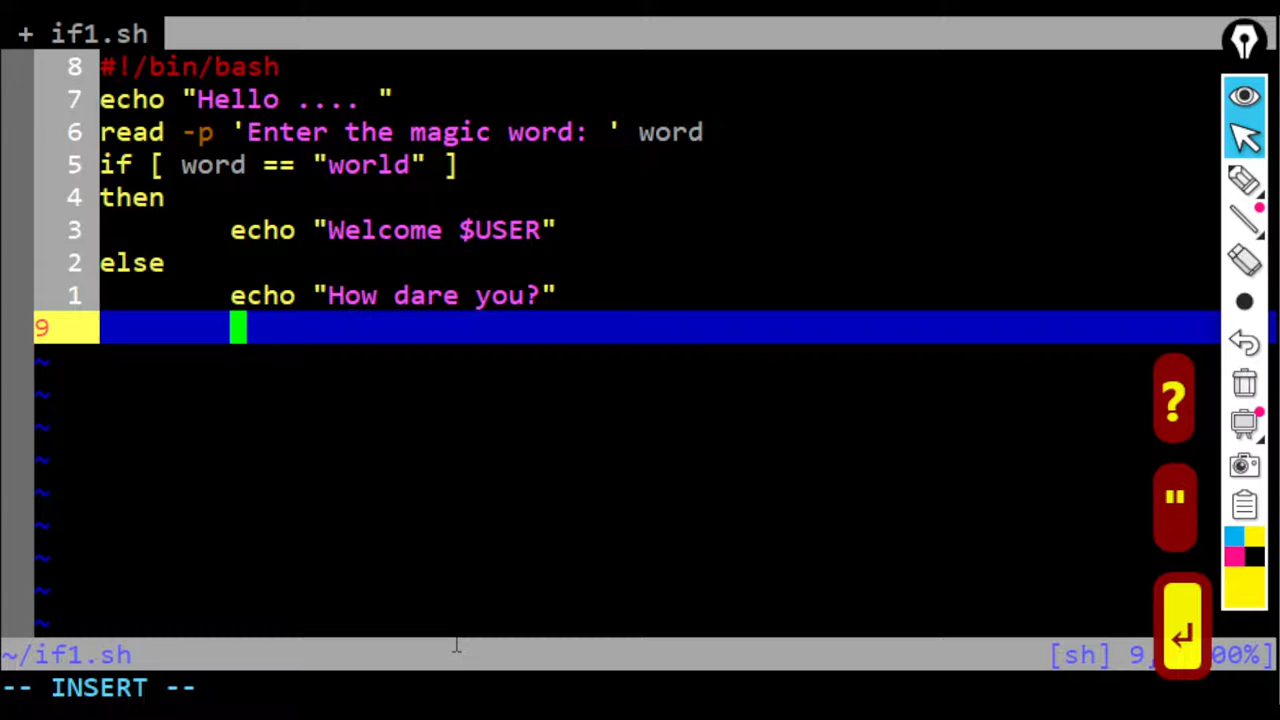 + if1.sh
8 #!/bin/bash
7 echo "Hello .... "
6 read -p 'Enter the magic word: ' word
5 if [ word == "world" ]
4 then
3         echo "Welcome $USER"
2 else
1         echo "How dare you?"
9
~
~
~
~
~
~
~
~
~
?
"
↵
~/if1.sh [sh] 9, 00%]
-- INSERT --